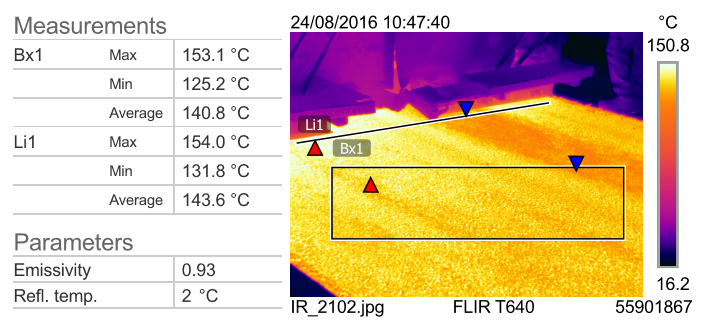 Measurements
Bx1 Max 153.1 °C
Min 125.2 °C
Average 140.8 °C
Li1 Max 154.0 °C
Min 131.8 °C
Average 143.6 °C
Parameters
Emissivity 0.93
Refl. temp. 2 °C
24/08/2016 10:47:40 °C
150.8
Li1
Bx1
16.2
IR_2102.jpg FLIR T640 55901867